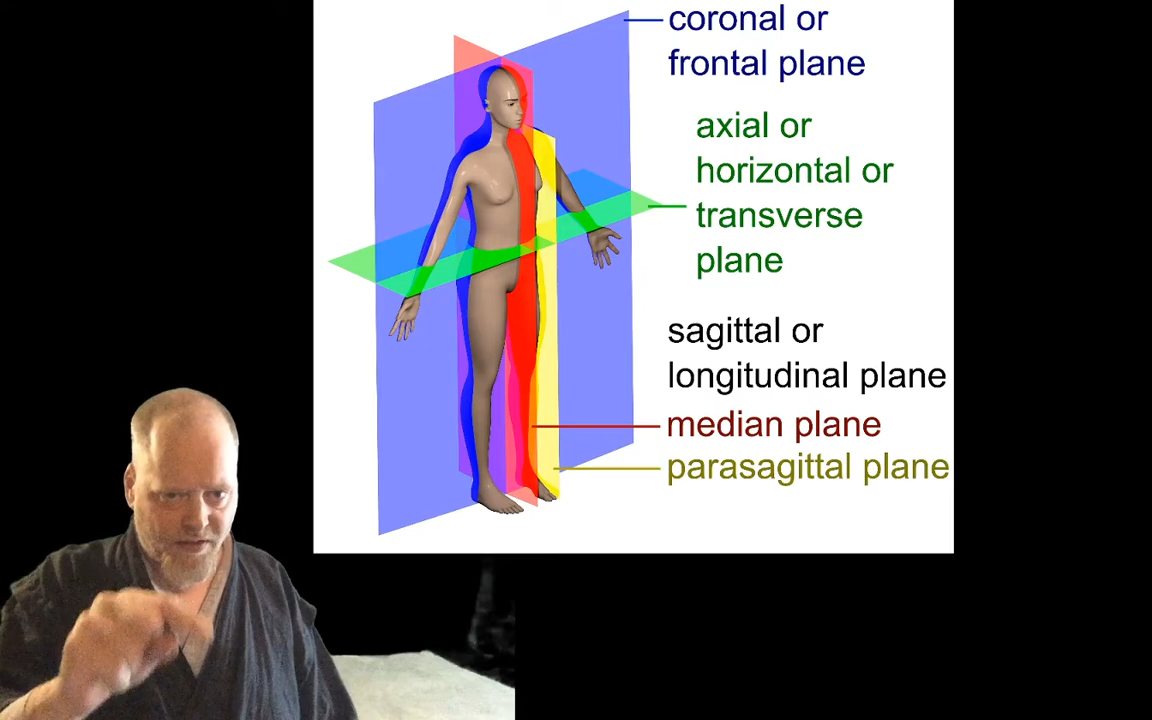 coronal or
frontal plane
axial or
horizontal or
transverse
plane
sagittal or
longitudinal plane
median plane
parasagittal plane